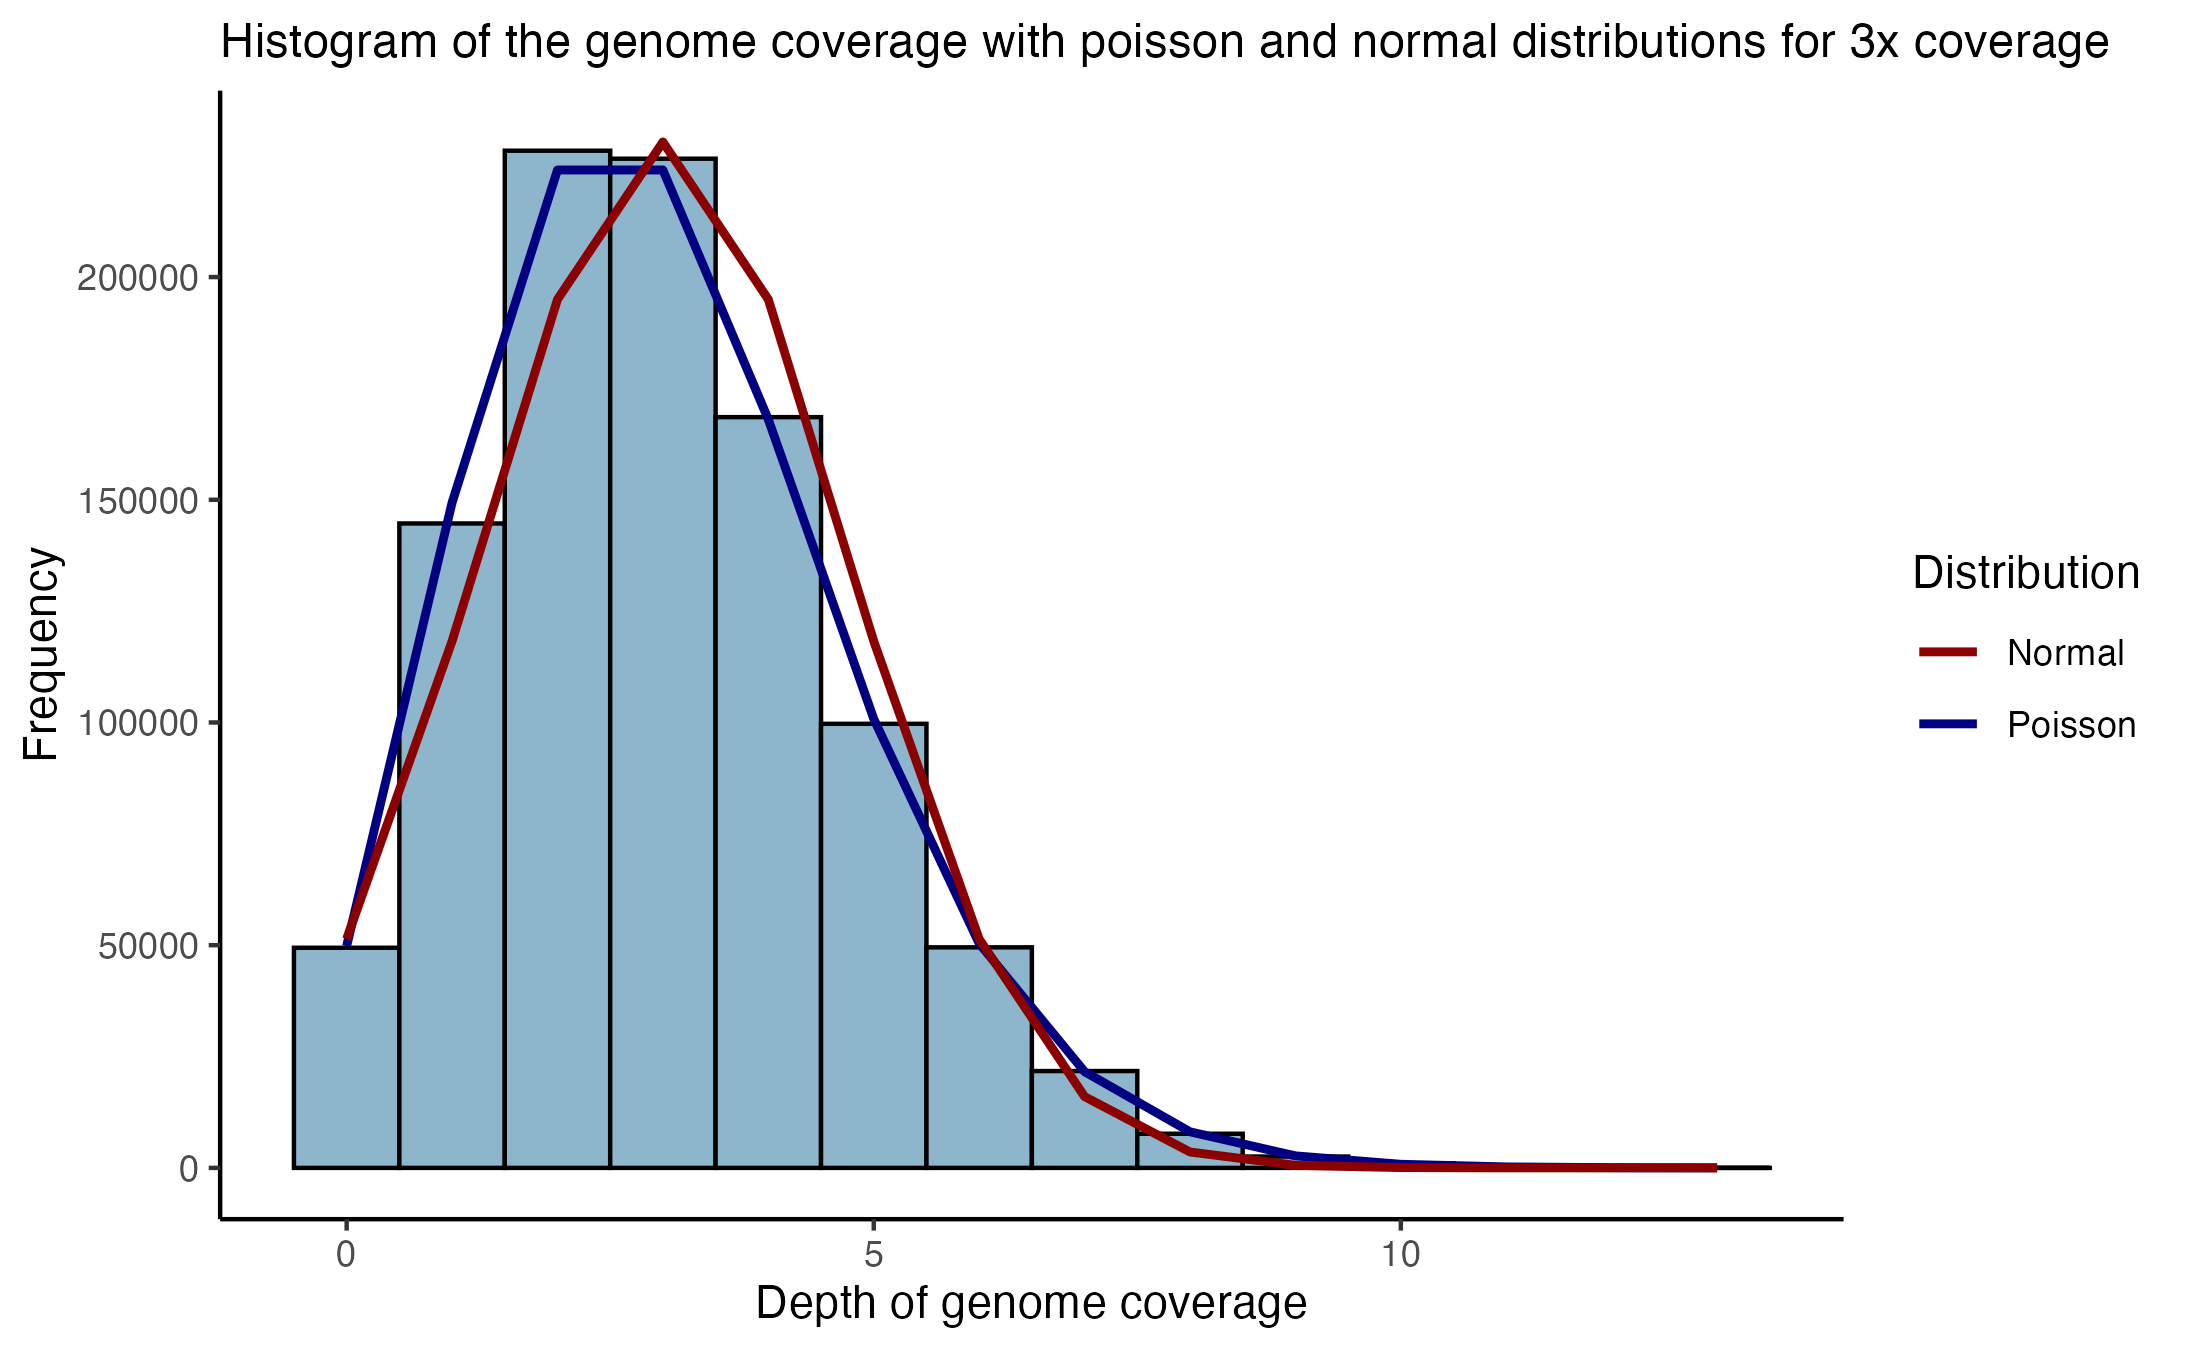 Histogram of the genome coverage with poisson and normal distributions for 3x coverage
Frequency
200000
150000
100000
50000
0
0 5 10
Depth of genome coverage
Distribution
Normal
Poisson